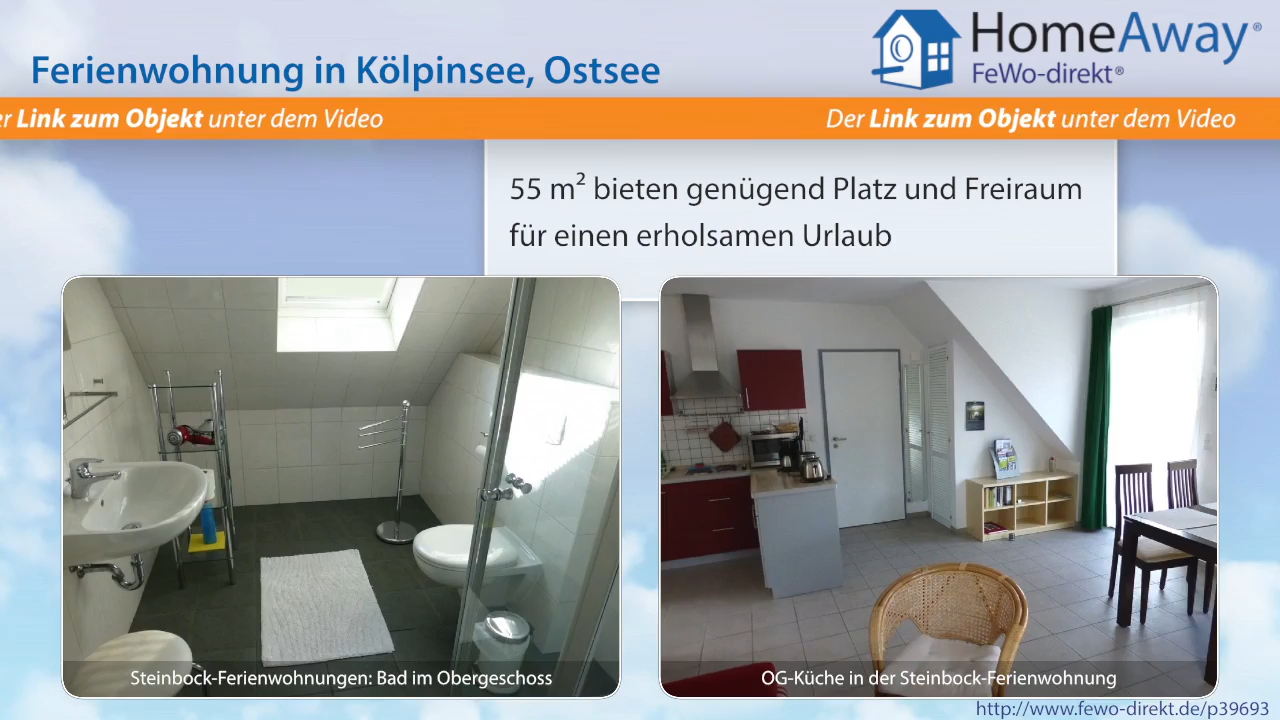 HomeAway®
FeWo-direkt®
Ferienwohnung in Kölpinsee, Ostsee
er Link zum Objekt unter dem Video
Der Link zum Objekt unter dem Video
55 m² bieten genügend Platz und Freiraum
für einen erholsamen Urlaub
Steinbock-Ferienwohnungen: Bad im Obergeschoss
OG-Küche in der Steinbock-Ferienwohnung
http://www.fewo-direkt.de/p39693